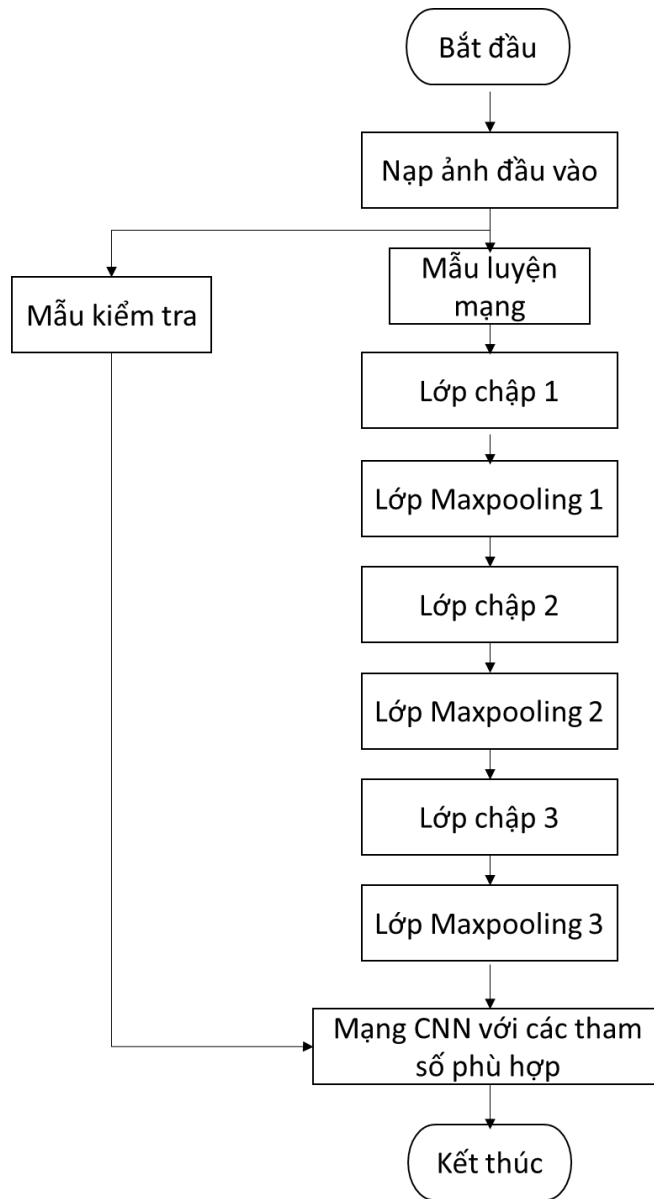 Bắt đầu
Nạp ảnh đầu vào
Mẫu luyện
mạng
Mẫu kiểm tra
Lớp chập 1
Lớp Maxpooling 1
Lớp chập 2
Lớp Maxpooling 2
Lớp chập 3
Lớp Maxpooling 3
Mạng CNN với các tham
số phù hợp
Kết thúc